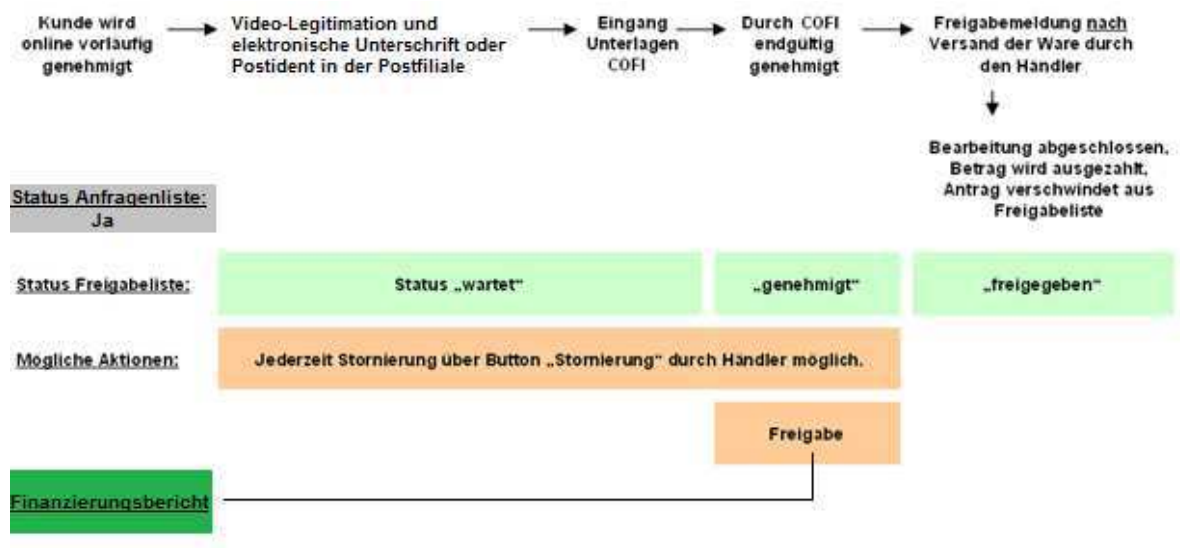 Kunde wird
online vorläufig
genehmigt
Video-Legitimation und
elektronische Unterschrift oder
Postident in der Postfiliale
Eingang
Unterlagen
COFI
Durch COFI
endgültig
genehmigt
Freigabemeldung nach
Versand der Ware durch
den Händler
Bearbeitung abgeschlossen,
Betrag wird ausgezahlt,
Antrag verschwindet aus
Freigabeliste
Status Anfragenliste:
Ja
Status Freigabeliste:
Status „wartet“
„genehmigt“
„freigegeben“
Mögliche Aktionen:
Jederzeit Stornierung über Button „Stornierung“ durch Händler möglich.
Freigabe
Finanzierungsbericht